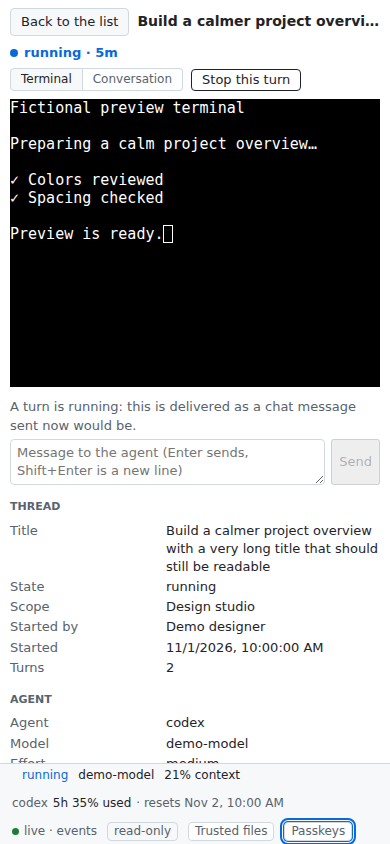 Back to the list Build a calmer project overvi…
running · 5m
Terminal Conversation Stop this turn
Fictional preview terminal
Preparing a calm project overview…
✓ Colors reviewed
✓ Spacing checked
Preview is ready.
A turn is running: this is delivered as a chat message
sent now would be.
Message to the agent (Enter sends,
Shift+Enter is a new line)
Send
THREAD
Title Build a calmer project overview
with a very long title that should
still be readable
State running
Scope Design studio
Started by Demo designer
Started 11/1/2026, 10:00:00 AM
Turns 2
AGENT
Agent codex
Model demo-model
Effort medium
running demo-model 21% context
codex 5h 35% used · resets Nov 2, 10:00 AM
live · events read-only Trusted files Passkeys